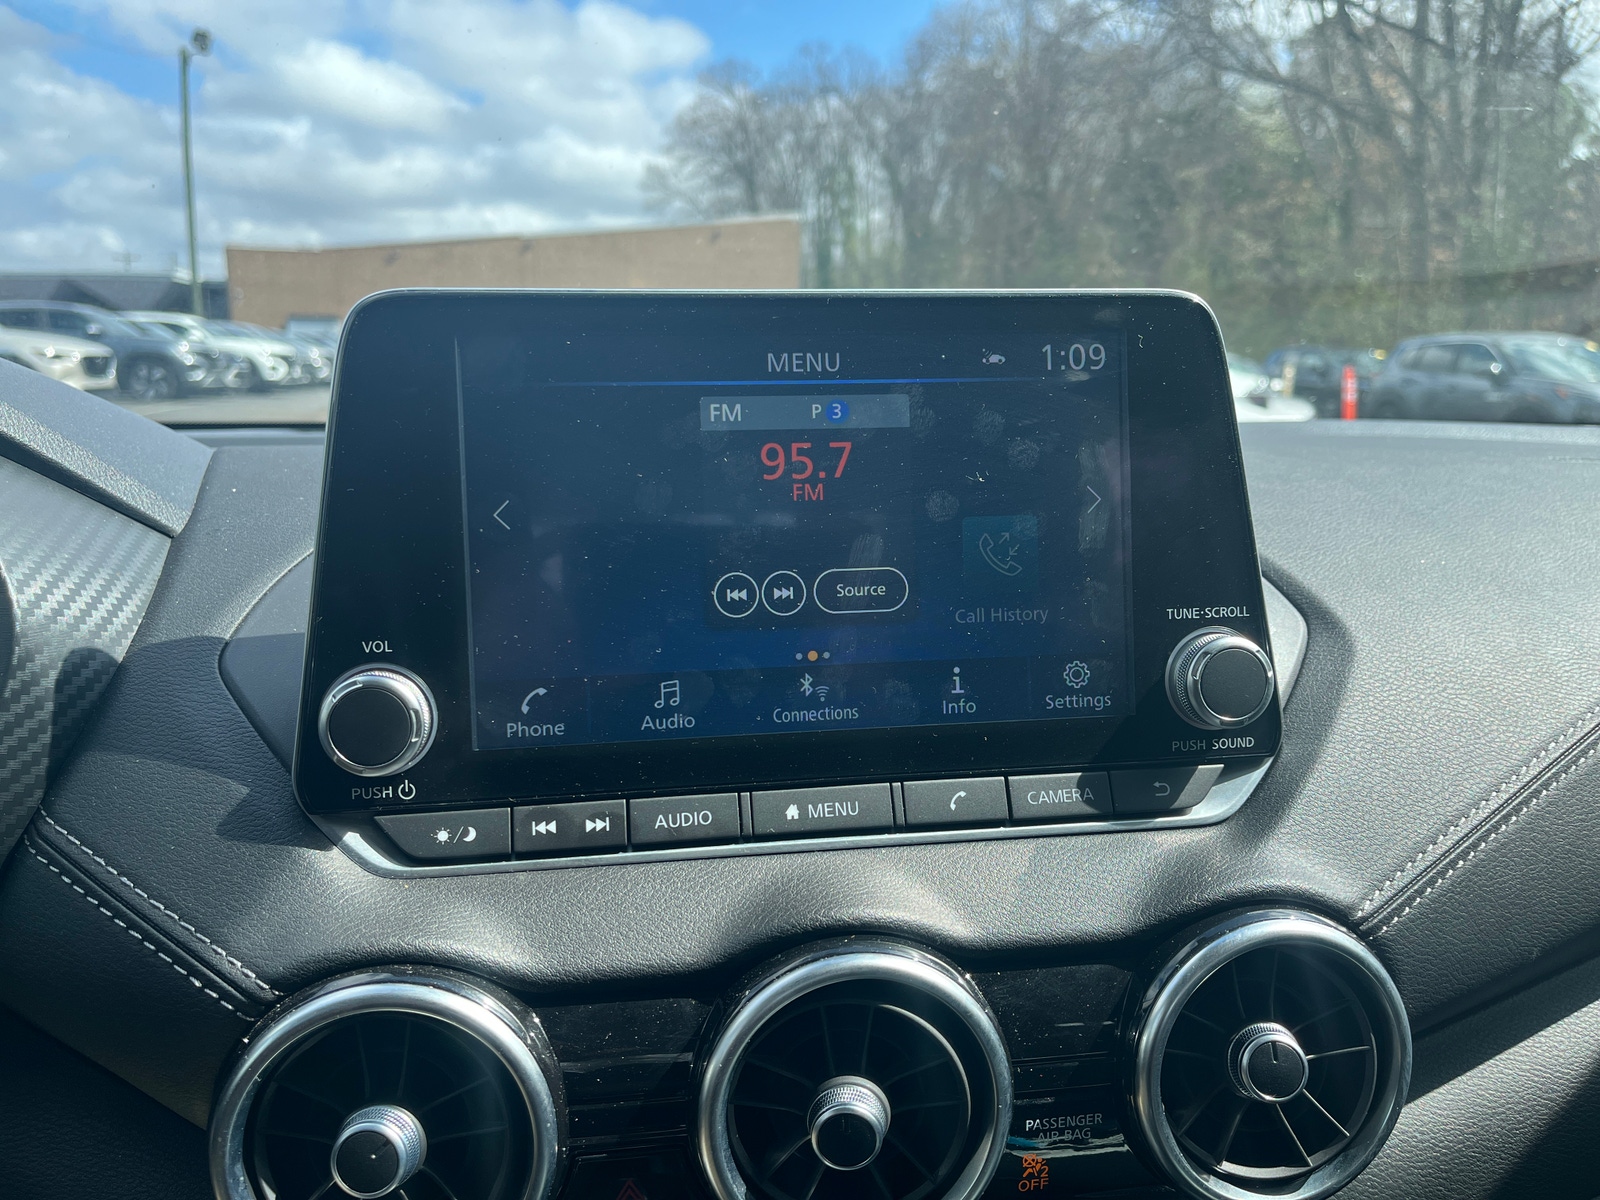 MENU
1:09
FM P 3
95.7
FM
Source
Call History
Phone
Audio
Connections
Info
Settings
VOL
PUSH
TUNE·SCROLL
PUSH SOUND
AUDIO
MENU
CAMERA
PASSENGER
AIR BAG
2
OFF